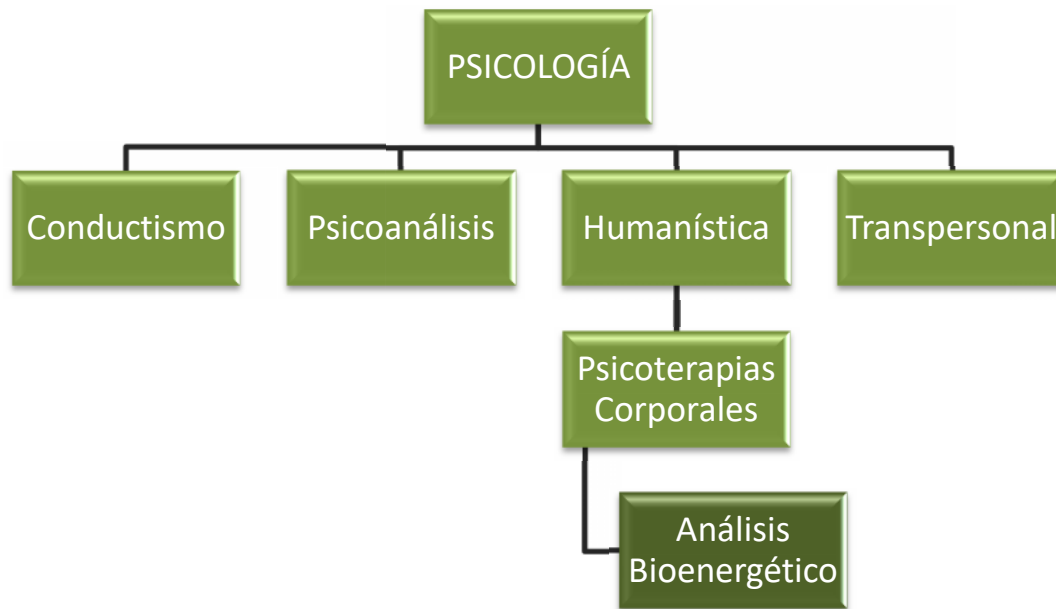 PSICOLOGÍA
Conductismo
Psicoanálisis
Humanística
Transpersonal
Psicoterapias
Corporales
Análisis
Bioenergético